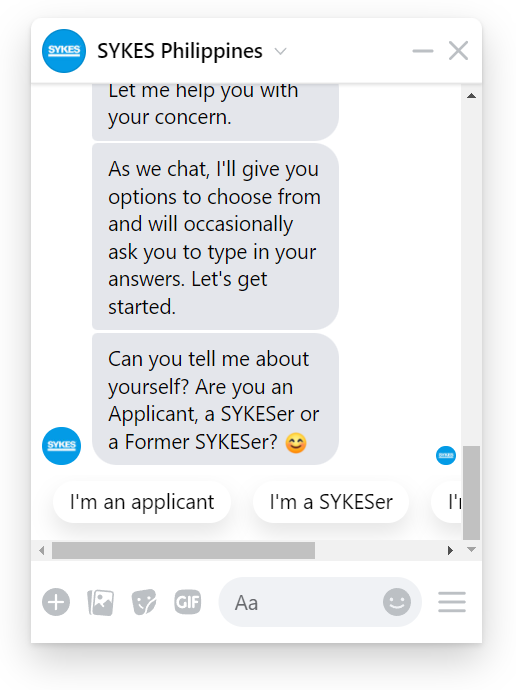 SYKES
SYKES Philippines
Let me help you with
your concern.
As we chat, I'll give you
options to choose from
and will occasionally
ask you to type in your
answers. Let's get
started.
Can you tell me about
yourself? Are you an
Applicant, a SYKESer or
a Former SYKESer? 😊
SYKES
SYKES
I'm an applicant
I'm a SYKESer
GIF
Aa